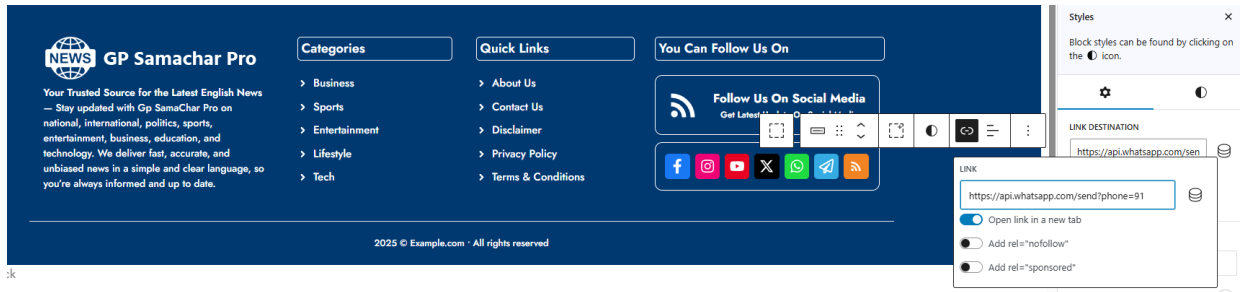 NEWS
GP Samachar Pro
Your Trusted Source for the Latest English News
— Stay updated with Gp SamaChar Pro on
national, international, politics, sports,
entertainment, business, education, and
technology. We deliver fast, accurate, and
unbiased news in a simple and clear language, so
you're always informed and up to date.
Categories
Business
Sports
Entertainment
Lifestyle
Tech
Quick Links
About Us
Contact Us
Disclaimer
Privacy Policy
Terms & Conditions
You Can Follow Us On
Follow Us On Social Media
Get Latest
2025 © Example.com · All rights reserved
ck
Styles
Block styles can be found by clicking on
the icon.
LINK DESTINATION
https://api.whatsapp.com/sen
LINK
https://api.whatsapp.com/send?phone=91
Open link in a new tab
Add rel="nofollow"
Add rel="sponsored"